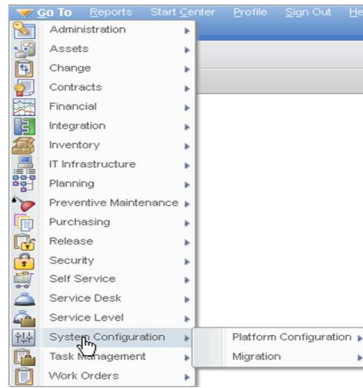 Go To Reports Start Center Profile Sign Out
Administration
Assets
Change
Contracts
Financial
Integration
Inventory
IT Infrastructure
Planning
Preventive Maintenance
Purchasing
Release
Security
Self Service
Service Desk
Service Level
System Configuration
Platform Configuration
Task Management
Migration
Work Orders